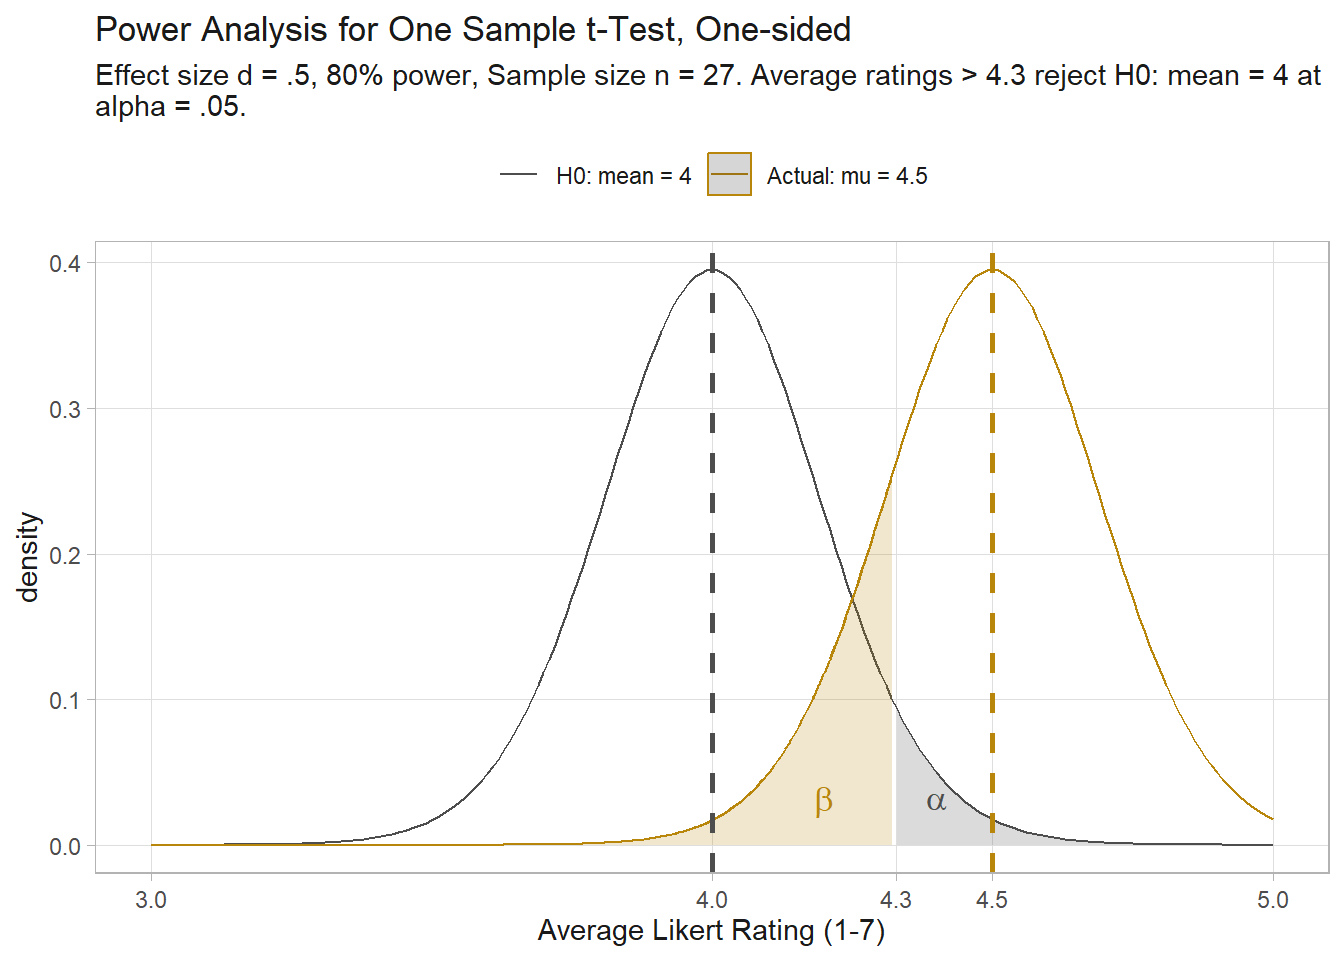 Power Analysis for One Sample t-Test, One-sided
Effect size d = .5, 80% power, Sample size n = 27. Average ratings > 4.3 reject H0: mean = 4 at
alpha = .05.
H0: mean = 4 Actual: mu = 4.5
0.4
0.3
0.2
0.1
0.0
density
β α
3.0 4.0 4.3 4.5 5.0
Average Likert Rating (1-7)